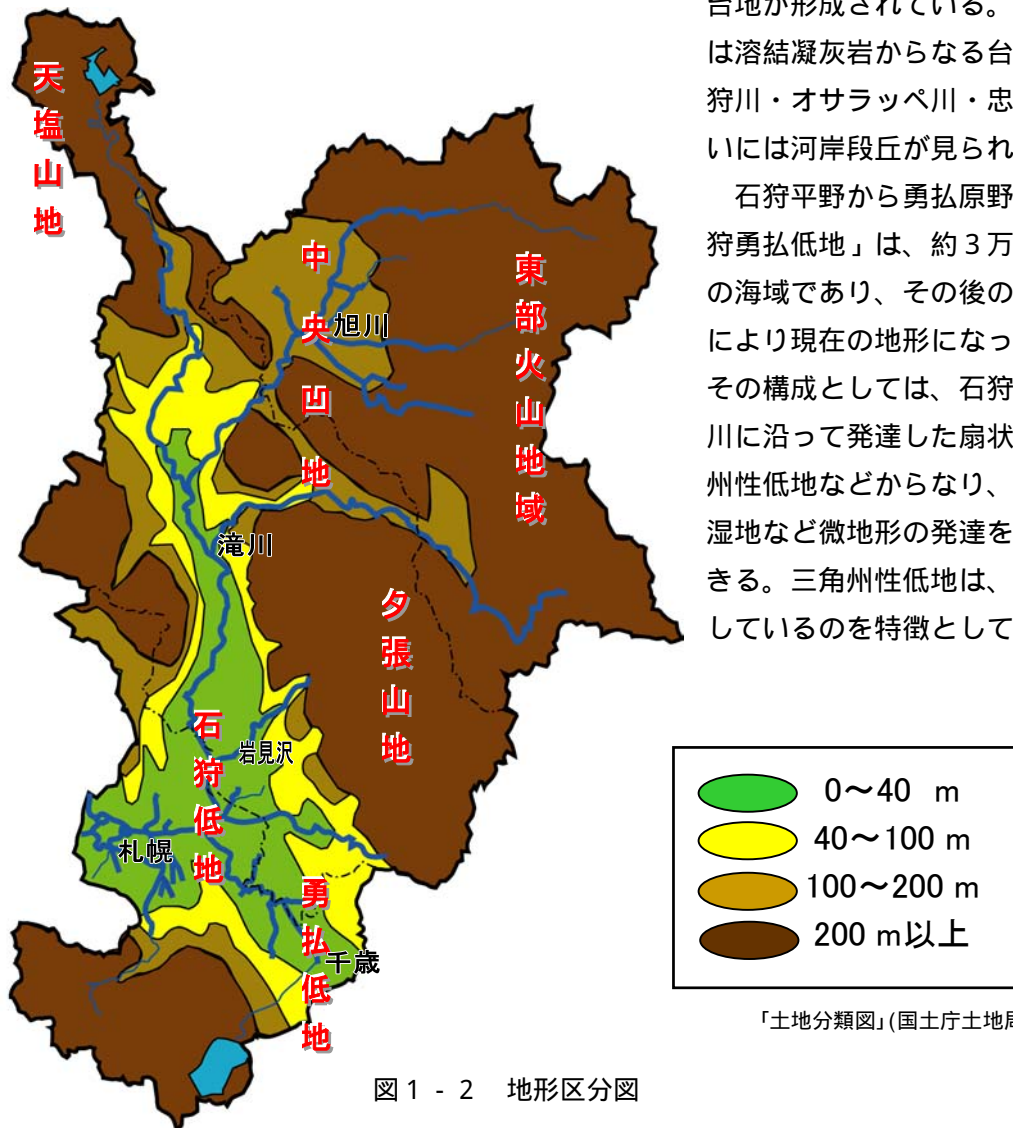 台地が形成されている。
は溶結凝灰岩からなる台
狩川・オサラッペ川・忠
いには河岸段丘が見られ
石狩平野から勇払原野
狩勇払低地」は、約３万
の海域であり、その後の
により現在の地形になっ
その構成としては、石狩
川に沿って発達した扇状
州性低地などからなり、
湿地など微地形の発達を
きる。三角州性低地は、
しているのを特徴として
天塩山地
中央凹地
東部火山地域
旭川
滝川
夕張山地
石狩低地
岩見沢
札幌
勇払低地
千歳
0～40 m
40～100 m
100～200 m
200 m以上
「土地分類図」(国土庁土地局
図１-２ 地形区分図